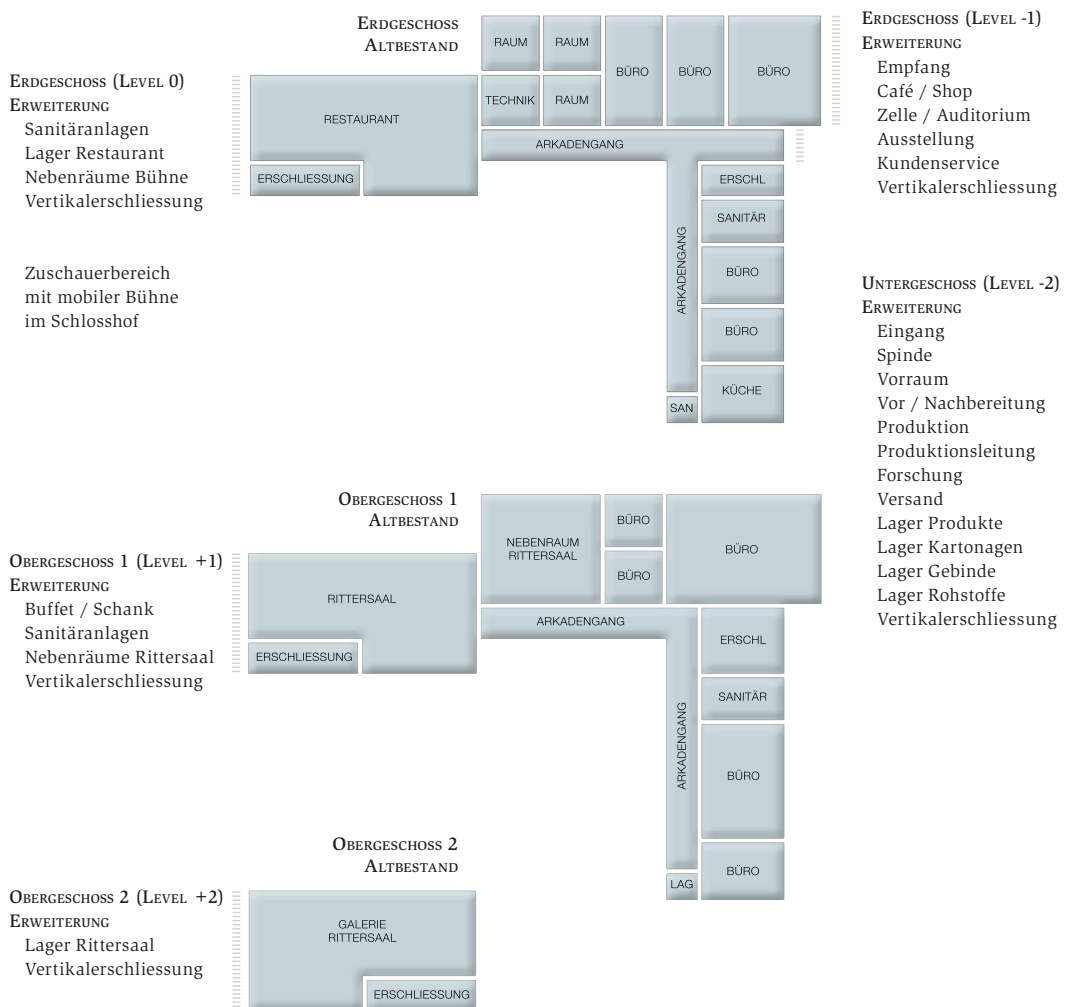 ERDGESCHOSS
ALTBESTAND
RAUM
RAUM
BÜRO
BÜRO
BÜRO
TECHNIK
RAUM
ARKADENGANG
ERDGESCHOSS (LEVEL 0)
ERWEITERUNG
Sanitäranlagen
Lager Restaurant
Nebenräume Bühne
Vertikalerschliessung
RESTAURANT
ERSCHLIESSUNG
Zuschauerbereich
mit mobiler Bühne
im Schlosshof
ARKADENGANG
ERSCHL
SANITÄR
BÜRO
BÜRO
KÜCHE
SAN
ERDGESCHOSS (LEVEL -1)
ERWEITERUNG
Empfang
Café / Shop
Zelle / Auditorium
Ausstellung
Kundenservice
Vertikalerschliessung
UNTERGESCHOSS (LEVEL -2)
ERWEITERUNG
Eingang
Spinde
Vorraum
Vor / Nachbereitung
Produktion
Produktionsleitung
Forschung
Versand
Lager Produkte
Lager Kartonagen
Lager Gebinde
Lager Rohstoffe
Vertikalerschliessung
OBERGESCHOSS 1
ALTBESTAND
NEBENRAUM
RITTERSAAL
BÜRO
BÜRO
BÜRO
OBERGESCHOSS 1 (LEVEL +1)
ERWEITERUNG
Buffet / Schank
Sanitäranlagen
Nebenräume Rittersaal
Vertikalerschliessung
RITTERSAAL
ERSCHLIESSUNG
ARKADENGANG
ARKADENGANG
ERSCHL
SANITÄR
BÜRO
BÜRO
LAG
OBERGESCHOSS 2
ALTBESTAND
OBERGESCHOSS 2 (LEVEL +2)
ERWEITERUNG
Lager Rittersaal
Vertikalerschliessung
GALERIE
RITTERSAAL
ERSCHLIESSUNG